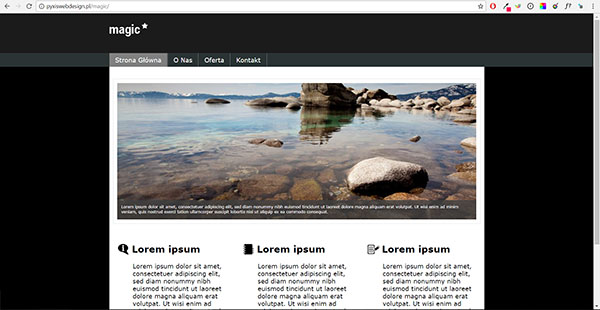 pyxiswebdesign.pl/magic/
magic
Strona Główna O Nas Oferta Kontakt
Lorem ipsum dolor sit amet, consectetuer adipiscing elit, sed diam nonummy nibh euismod tincidunt ut laoreet dolore magna aliquam erat volutpat. Ut wisi enim ad minim
veniam, quis nostrud exerci tation ullamcorper suscipit lobortis nisl ut aliquip ex ea commodo consequat.
Lorem ipsum
Lorem ipsum dolor sit amet,
consectetuer adipiscing elit,
sed diam nonummy nibh
euismod tincidunt ut laoreet
dolore magna aliquam erat
volutpat. Ut wisi enim ad
Lorem ipsum
Lorem ipsum dolor sit amet,
consectetuer adipiscing elit,
sed diam nonummy nibh
euismod tincidunt ut laoreet
dolore magna aliquam erat
volutpat. Ut wisi enim ad
Lorem ipsum
Lorem ipsum dolor sit amet,
consectetuer adipiscing elit,
sed diam nonummy nibh
euismod tincidunt ut laoreet
dolore magna aliquam erat
volutpat. Ut wisi enim ad